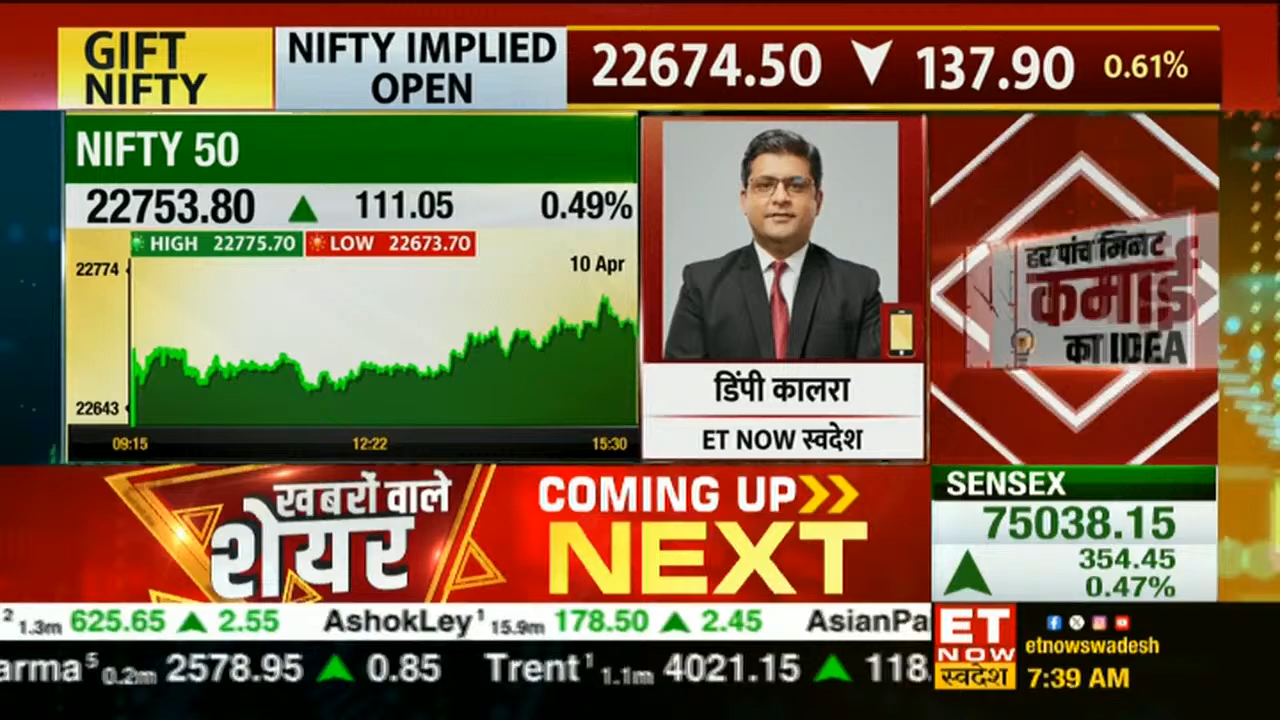 GIFT
NIFTY
NIFTY IMPLIED
OPEN
22674.50 ▼ 137.90 0.61%
NIFTY 50
22753.80 ▲ 111.05 0.49%
HIGH 22775.70 LOW 22673.70
22774
10 Apr
22643
09:15 12:22 15:30
डिंपी कालरा
ET NOW स्वदेश
हर पांच मिनट
कमाई
का IDEA
खबरों वाले
शेयर
COMING UP
NEXT
SENSEX
75038.15
▲ 354.45
0.47%
2 1.3m 625.65 ▲ 2.55 AshokLey 1 15.9m 178.50 ▲ 2.45 AsianPa
arma 5 0.2m 2578.95 ▲ 0.85 Trent 1 1.1m 4021.15 ▲ 118
ET
NOW
स्वदेश
etnowswadesh
7:39 AM